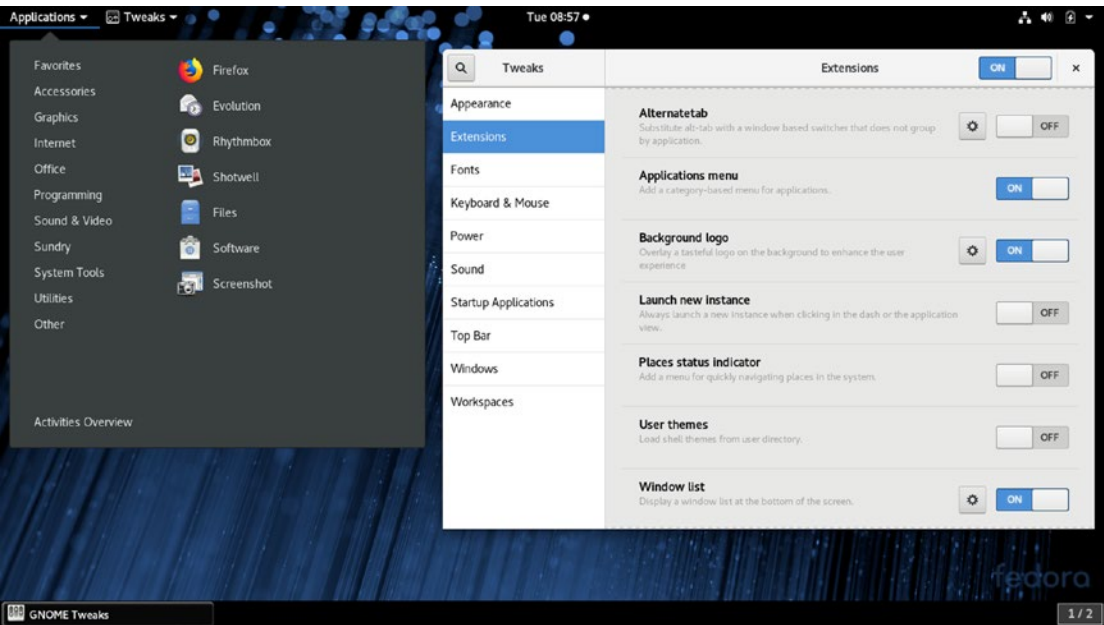 Applications
Tweaks
Tue 08:57
Favorites
Accessories
Graphics
Internet
Office
Programming
Sound & Video
Sundry
System Tools
Utilities
Other
Activities Overview
Firefox
Evolution
Rhythmbox
Shotwell
Files
Software
Screenshot
Tweaks
Extensions
ON
Appearance
Extensions
Fonts
Keyboard & Mouse
Power
Sound
Startup Applications
Top Bar
Windows
Workspaces
Alternatetab
Substitute alt-tab with a window based switcher that does not group
by application.
OFF
Applications menu
Add a category-based menu for applications.
ON
Background logo
Overlay a tasteful logo on the background to enhance the user
experience
ON
Launch new instance
Always launch a new instance when clicking in the dash or the application
view.
OFF
Places status indicator
Add a menu for quickly navigating places in the system.
OFF
User themes
Load shell themes from user directory.
OFF
Window list
Display a window list at the bottom of the screen.
ON
fedora
GNOME Tweaks
1 / 2